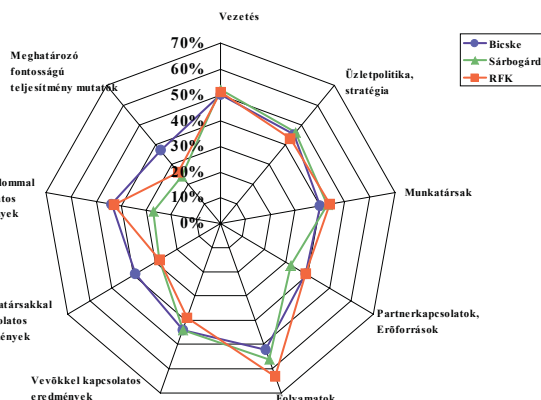 Vezetés
70%
60%
50%
40%
30%
20%
10%
0%
Bicske
Sárbogárd
RFK
Üzletpolitika,
stratégia
Munkatársak
Partnerkapcsolatok,
Erőforrások
Folyamatok
Vevőkkel kapcsolatos
eredmények
Meghatározó
fontosságú
teljesítmény mutatók